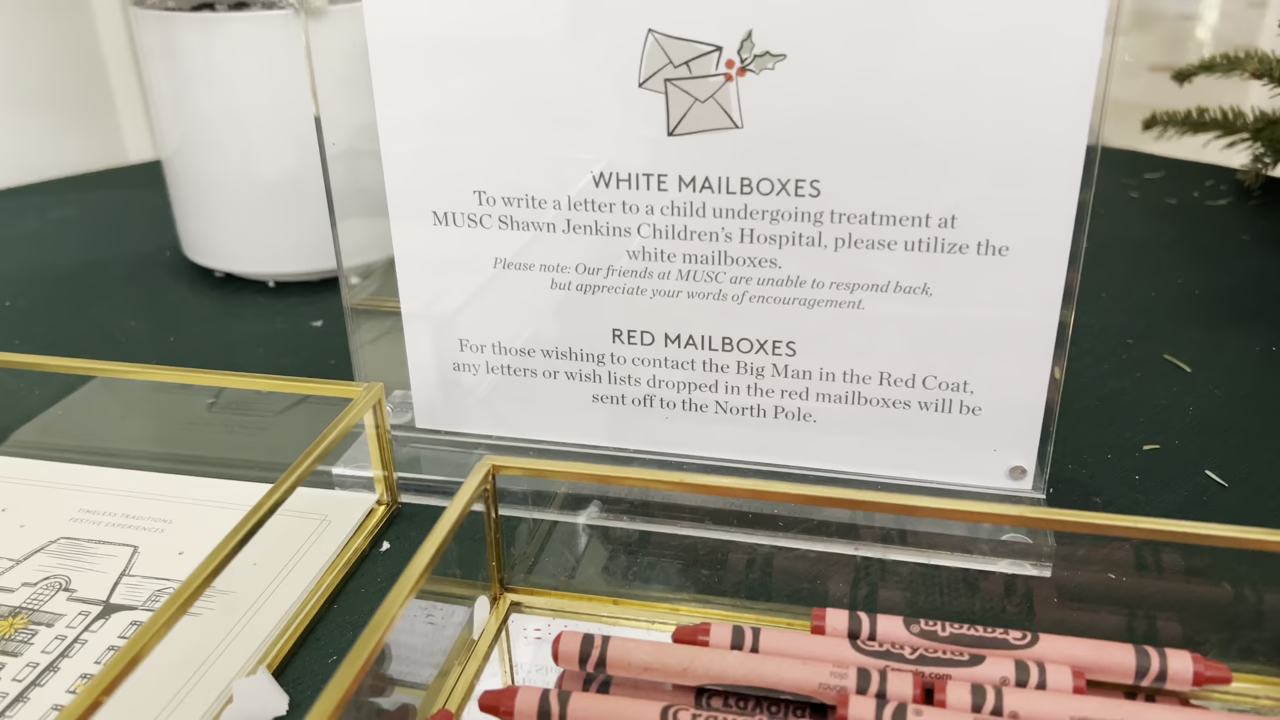 WHITE MAILBOXES
To write a letter to a child undergoing treatment at
MUSC Shawn Jenkins Children's Hospital, please utilize the
white mailboxes.
Please note: Our friends at MUSC are unable to respond back,
but appreciate your words of encouragement.
RED MAILBOXES
For those wishing to contact the Big Man in the Red Coat,
any letters or wish lists dropped in the red mailboxes will be
sent off to the North Pole.
TIMELESS TRADITIONS
FESTIVE EXPERIENCES
Crayola
Crayola
Crayola
Crayola